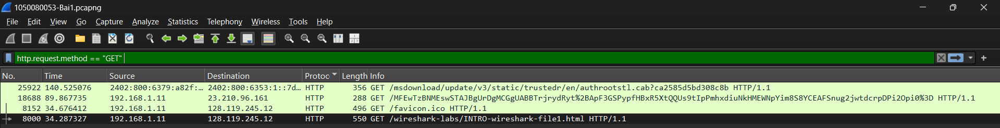 1050080053-Bai1.pcapng
File Edit View Go Capture Analyze Statistics Telephony Wireless Tools Help
http.request.method == "GET"
No. Time Source Destination Protoc Length Info
25922 140.525076 2402:800:6379:a82f:… 2402:800:6353:1::7d… HTTP 356 GET /msdownload/update/v3/static/trustedr/en/authrootstl.cab?ca2585d5bd308c8b HTTP/1.1
18688 89.867735 192.168.1.11 23.210.96.161 HTTP 288 GET /MFEwTzBNMEswSTAJBgUrDgMCGgUABBTrjrydRyt%2BApF3GSPypfHBxR5XtQQUs9tIpPmhxdiuNkHMEWNpYim8S8YCEAFSnug2jwtdcrpDPi2Opi0%3D HTTP/1.1
8152 34.676412 192.168.1.11 128.119.245.12 HTTP 496 GET /favicon.ico HTTP/1.1
8000 34.287327 192.168.1.11 128.119.245.12 HTTP 550 GET /wireshark-labs/INTRO-wireshark-file1.html HTTP/1.1